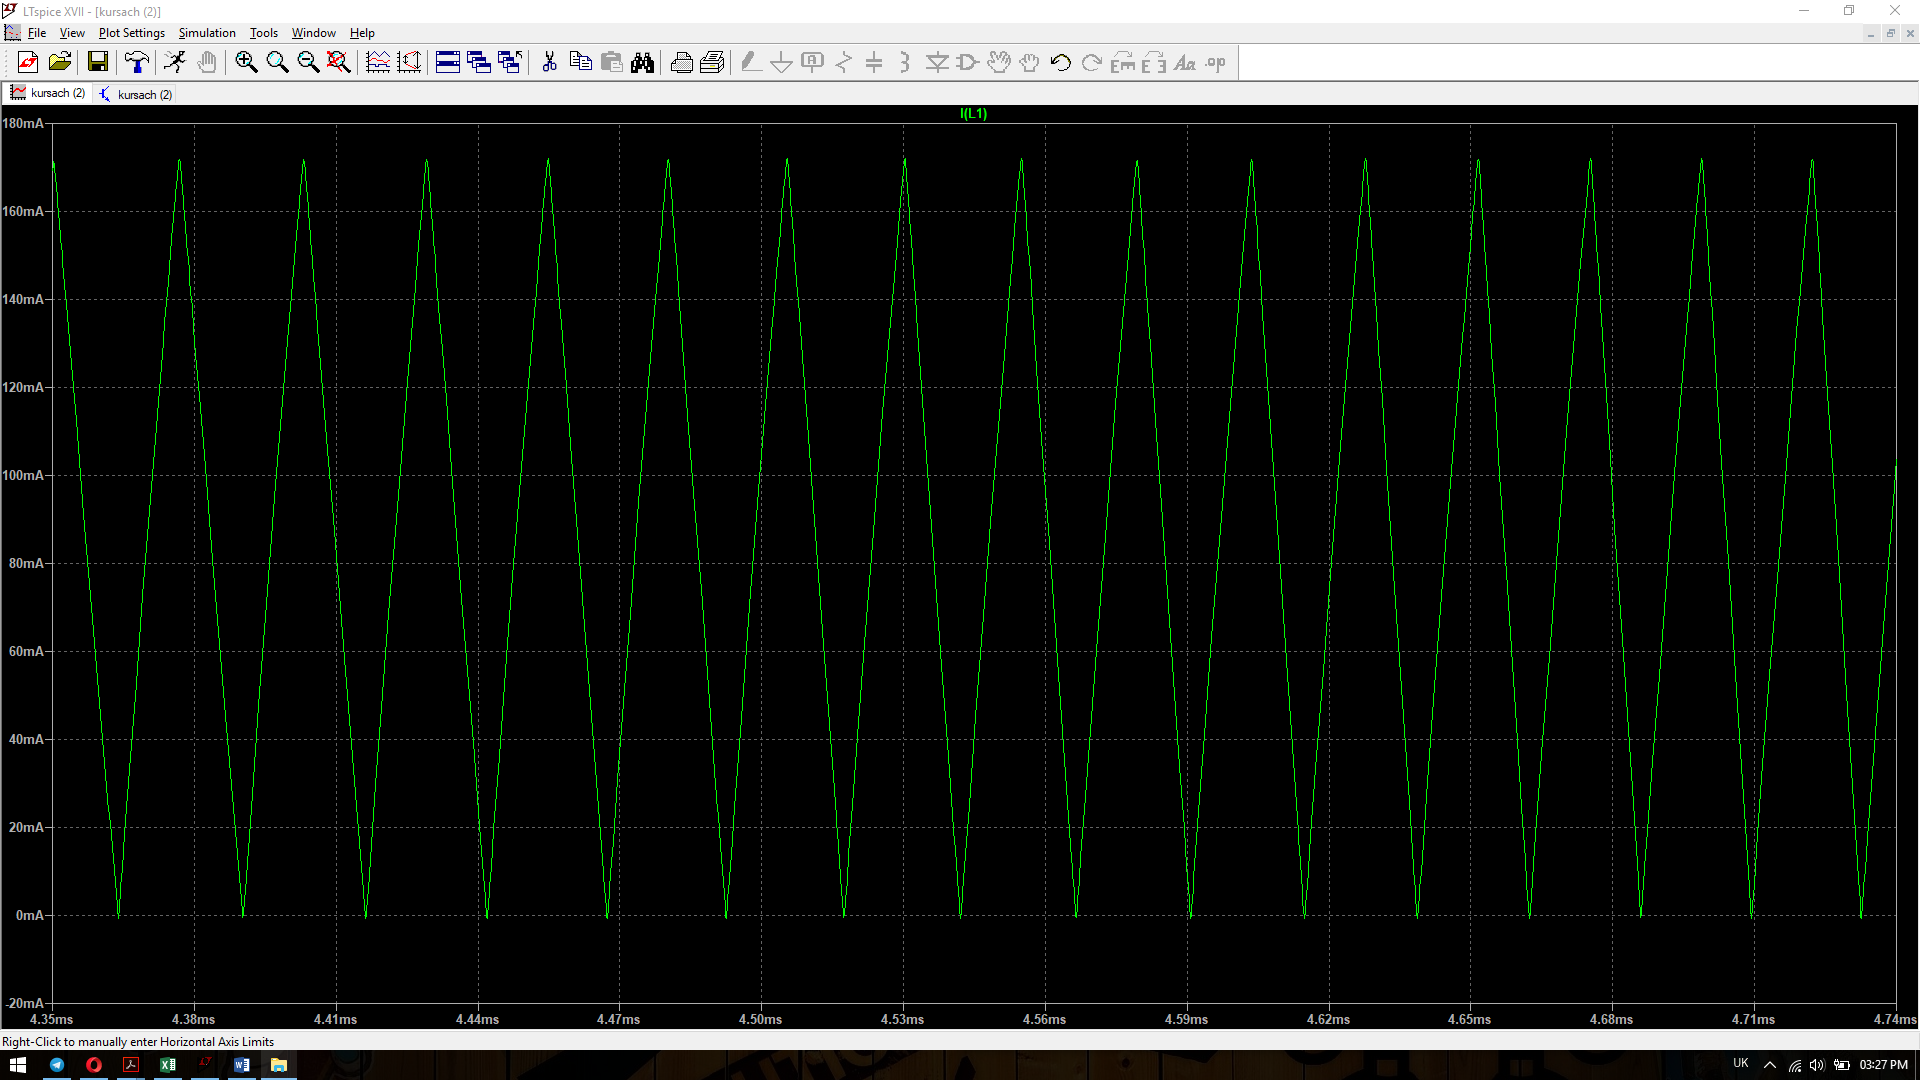 LTspice XVII - [kursach (2)]
File View Plot Settings Simulation Tools Window Help
kursach (2) kursach (2)
I(L1)
180mA
160mA
140mA
120mA
100mA
80mA
60mA
40mA
20mA
0mA
-20mA
4.35ms 4.38ms 4.41ms 4.44ms 4.47ms 4.50ms 4.53ms 4.56ms 4.59ms 4.62ms 4.65ms 4.68ms 4.71ms 4.74ms
Right-Click to manually enter Horizontal Axis Limits
UK 03:27 PM